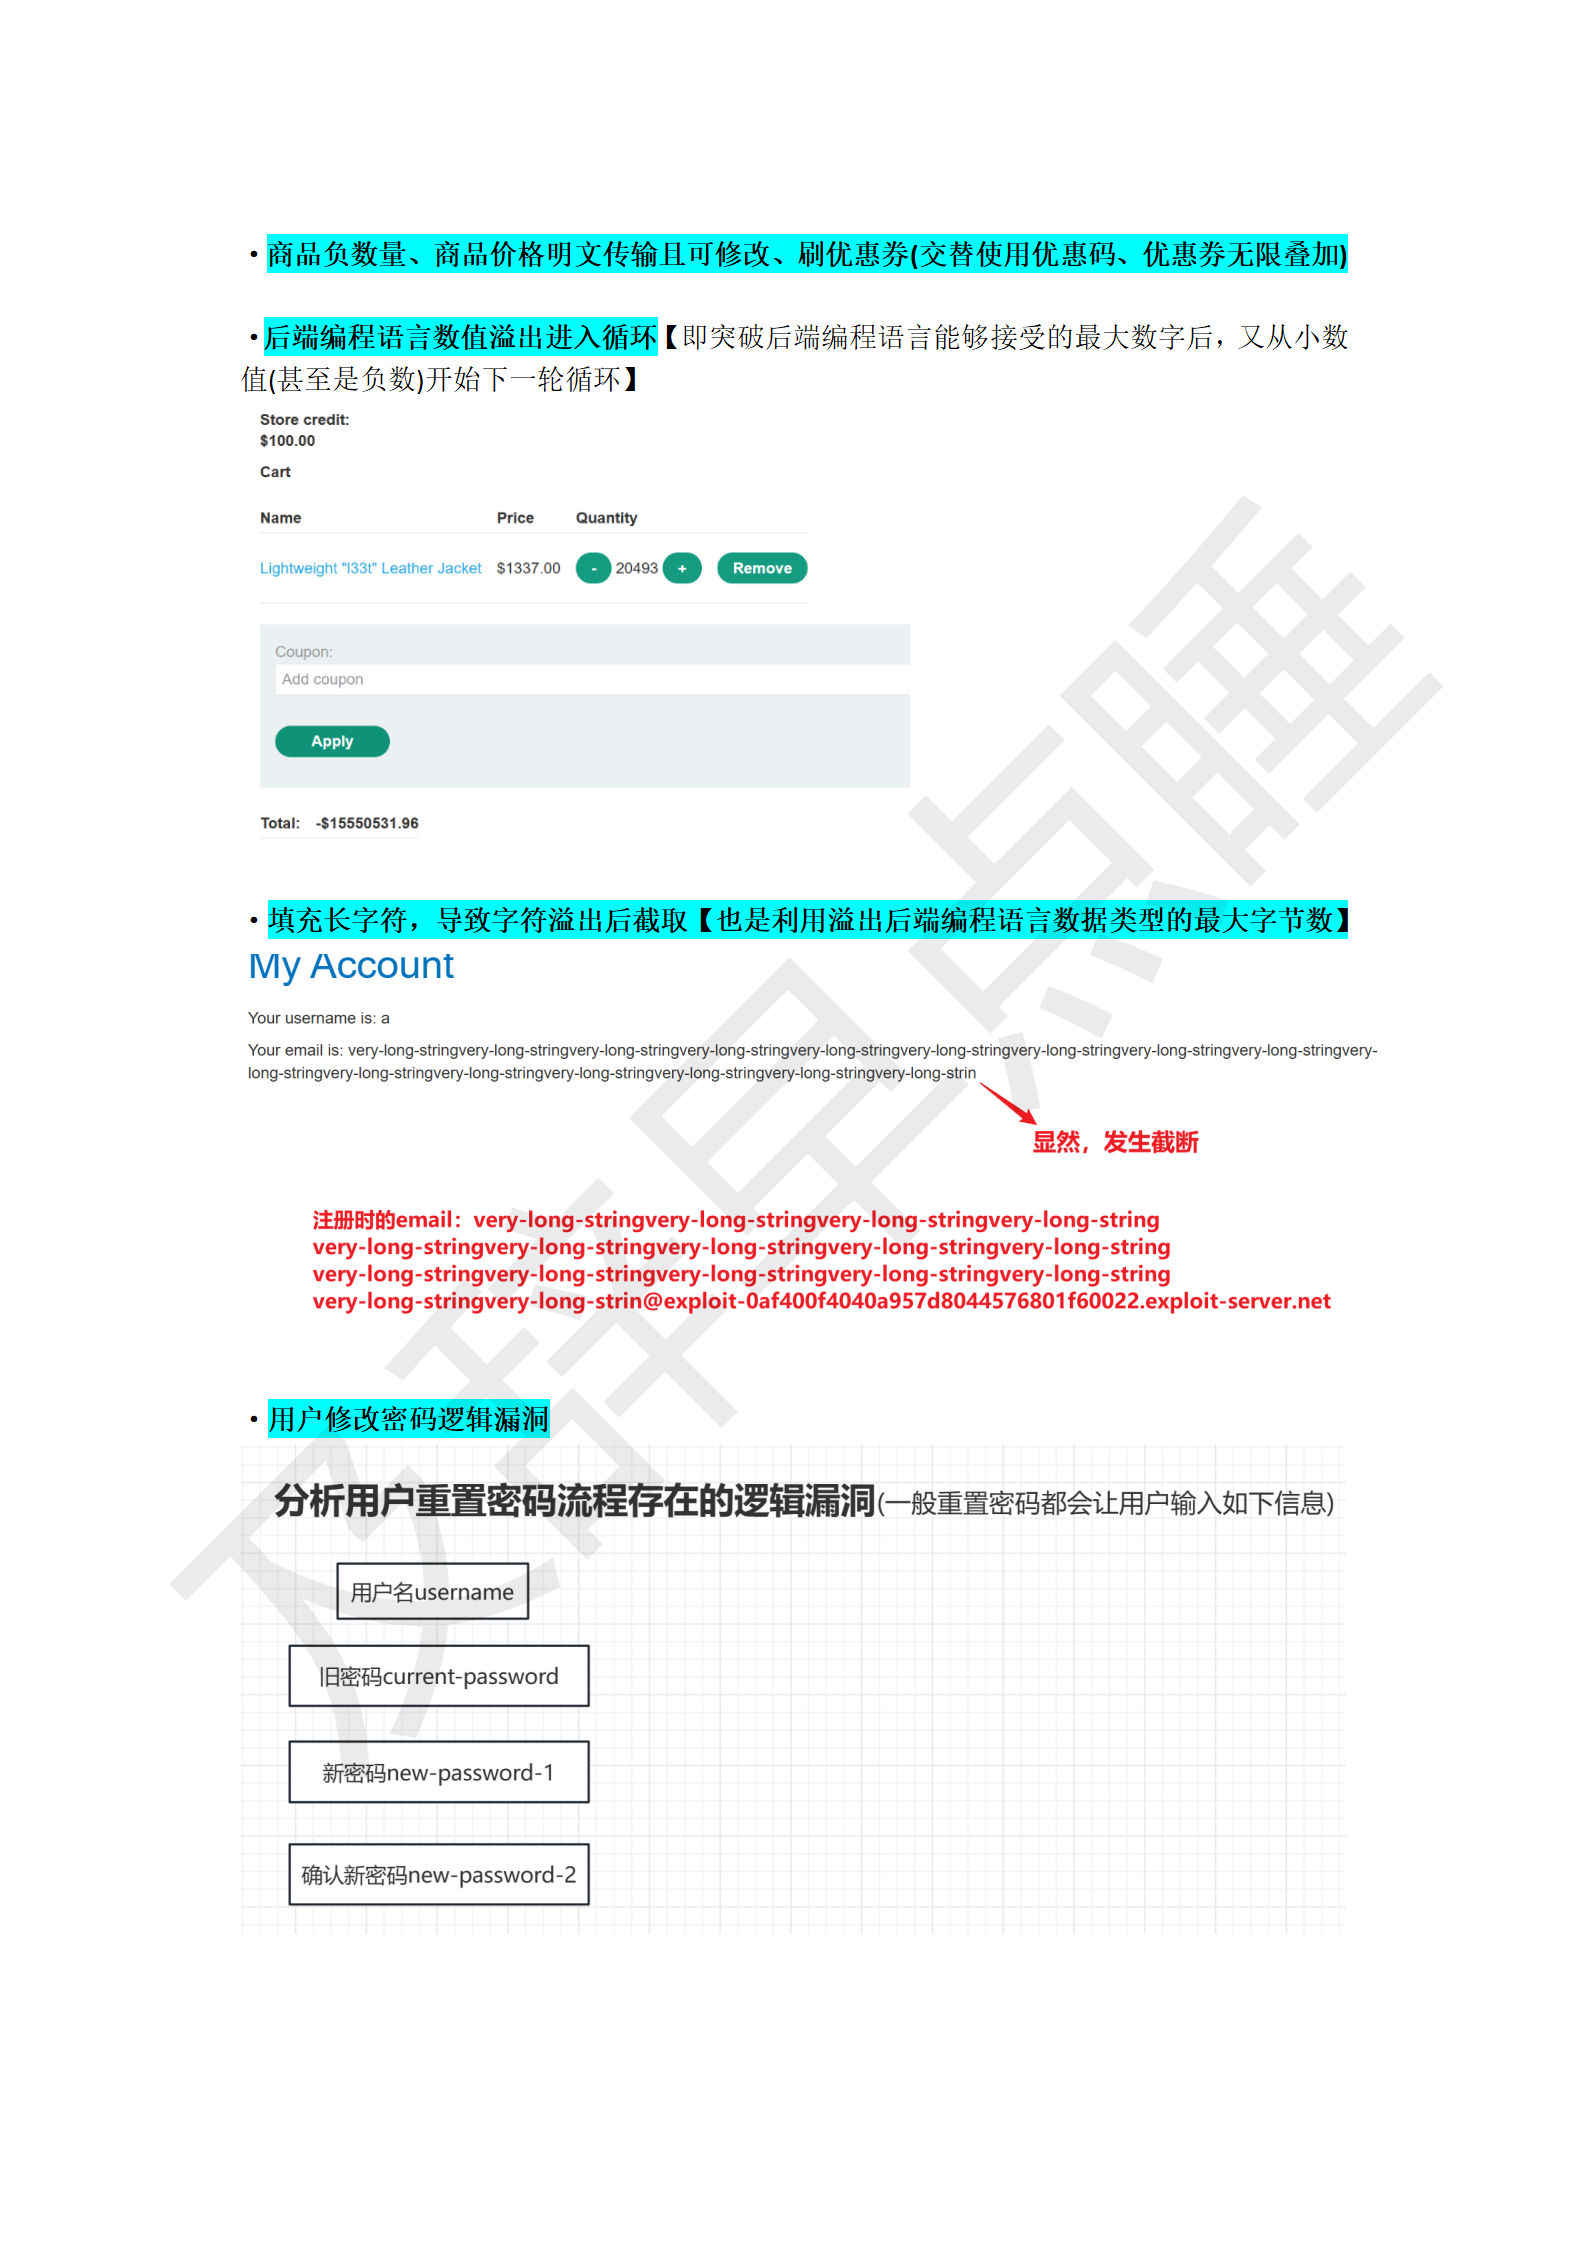 ·商品负数量、商品价格明文传输且可修改、刷优惠券(交替使用优惠码、优惠券无限叠加)
·后端编程语言数值溢出进入循环【即突破后端编程语言能够接受的最大数字后，又从小数
值(甚至是负数)开始下一轮循环】
Store credit:
$100.00
Cart
Name Price Quantity
Lightweight "l33t" Leather Jacket $1337.00 - 20493 + Remove
Coupon:
Add coupon
Apply
Total: -$15550531.96
·填充长字符，导致字符溢出后截取【也是利用溢出后端编程语言数据类型的最大字节数】
My Account
Your username is: a
Your email is: very-long-stringvery-long-stringvery-long-stringvery-long-stringvery-long-stringvery-long-stringvery-long-stringvery-long-stringvery-long-stringvery-
long-stringvery-long-stringvery-long-stringvery-long-stringvery-long-stringvery-long-stringvery-long-strin
显然，发生截断
注册时的email：very-long-stringvery-long-stringvery-long-stringvery-long-string
very-long-stringvery-long-stringvery-long-stringvery-long-stringvery-long-string
very-long-stringvery-long-stringvery-long-stringvery-long-stringvery-long-string
very-long-stringvery-long-strin@exploit-0af400f4040a957d8044576801f60022.exploit-server.net
·用户修改密码逻辑漏洞
分析用户重置密码流程存在的逻辑漏洞(一般重置密码都会让用户输入如下信息)
用户名username
旧密码current-password
新密码new-password-1
确认新密码new-password-2
及辞早点睡